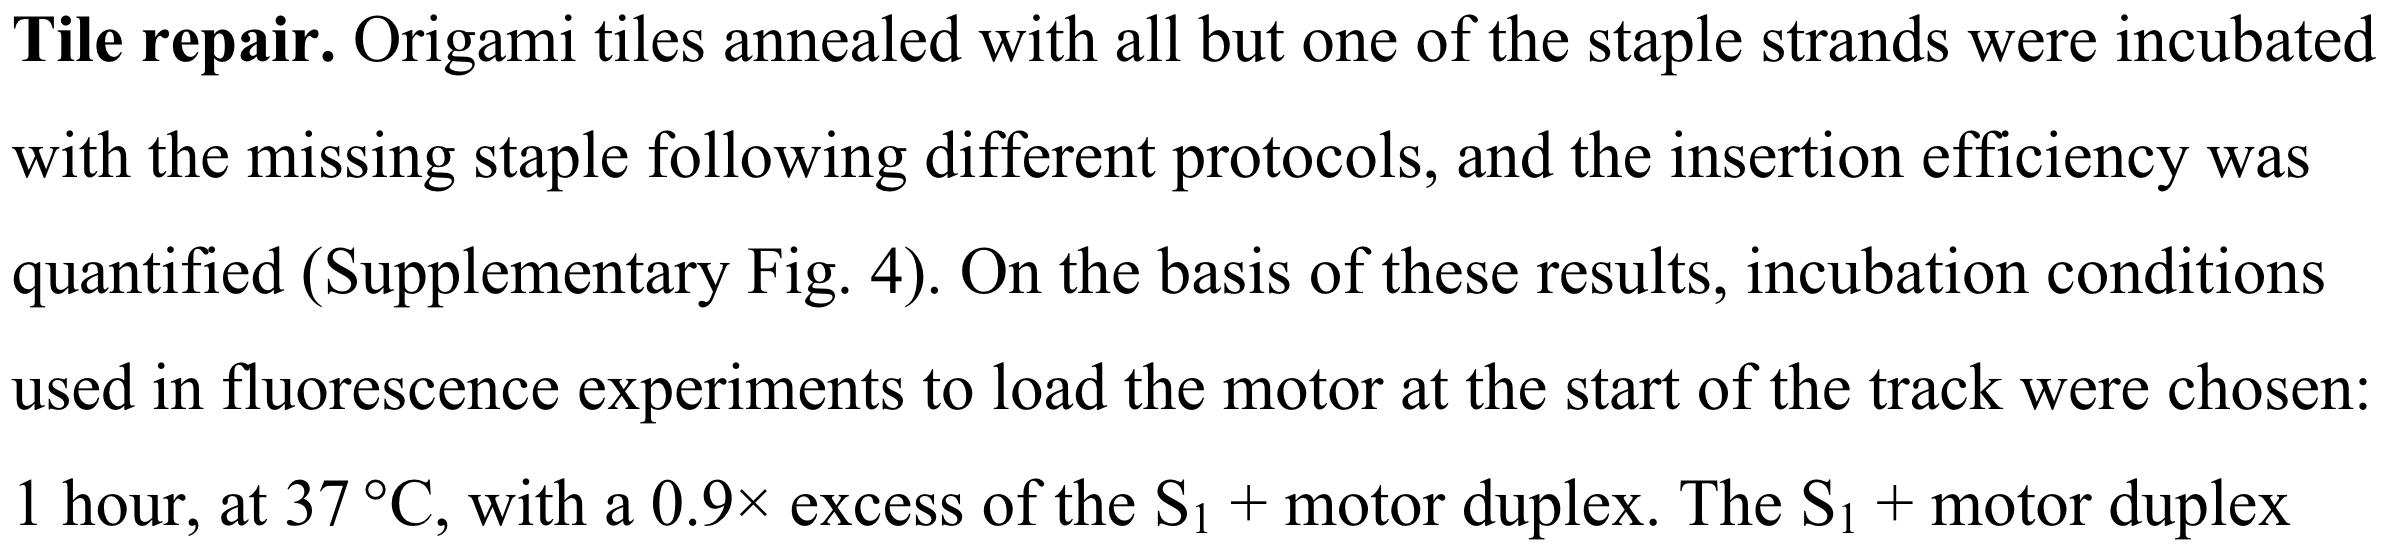 Tile repair. Origami tiles annealed with all but one of the staple strands were incubated
with the missing staple following different protocols, and the insertion efficiency was
quantified (Supplementary Fig. 4). On the basis of these results, incubation conditions
used in fluorescence experiments to load the motor at the start of the track were chosen:
1 hour, at 37 °C, with a 0.9× excess of the S₁ + motor duplex. The S₁ + motor duplex